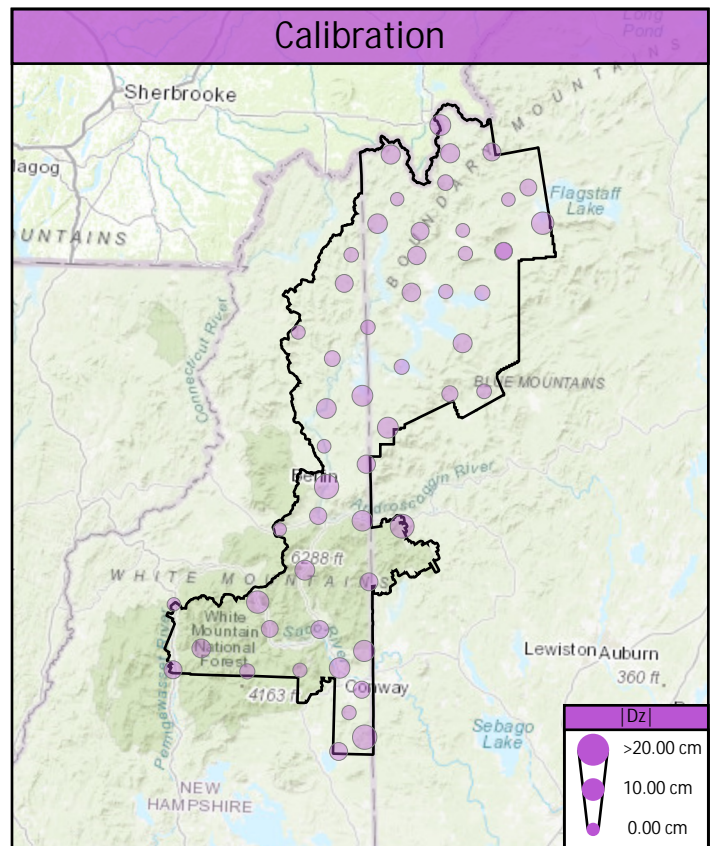 Calibration
Long
Pond
Sherbrooke
BOUNDARY MOUNTAINS
Flagstaff
Lake
UNTAINS
Connecticut River
BLUE MOUNTAINS
Berlin
Androscoggin River
6288 ft
WHITE MOUNTAINS
White
Mountain
National
Forest
Saco River
Pemigewasset River
Lewiston Auburn
360 ft
Conway
4163 ft
Sebago
Lake
NEW
HAMPSHIRE
|Dz|
>20.00 cm
10.00 cm
0.00 cm